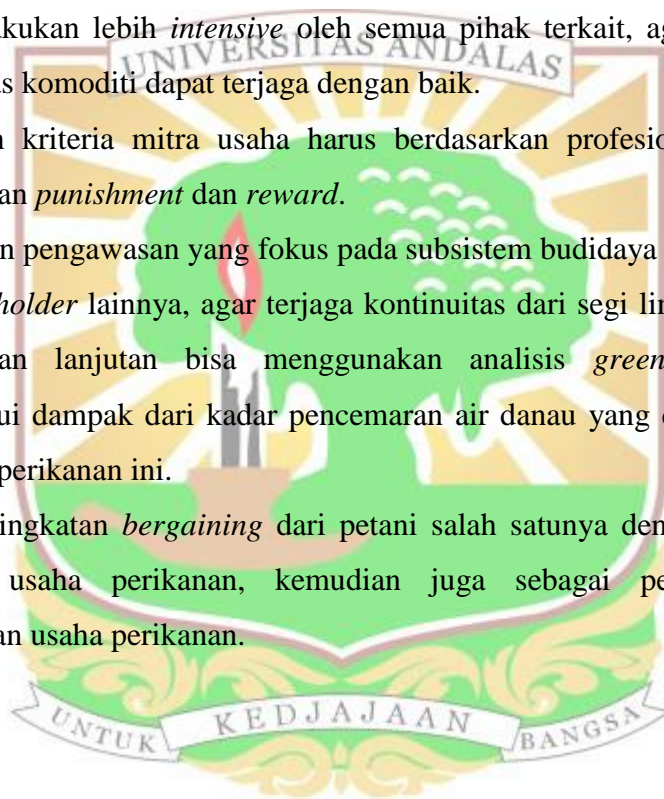 akukan lebih intensive oleh semua pihak terkait, ag
UNIVERSITAS ANDALAS
as komoditi dapat terjaga dengan baik.
n kriteria mitra usaha harus berdasarkan profesio
an punishment dan reward.
n pengawasan yang fokus pada subsistem budidaya
holder lainnya, agar terjaga kontinuitas dari segi lin
an lanjutan bisa menggunakan analisis green
ui dampak dari kadar pencemaran air danau yang
perikanan ini.
ingkatan bergaining dari petani salah satunya den
usaha perikanan, kemudian juga sebagai pe
an usaha perikanan.
UNTUK KEDJAJAAN BANGSA